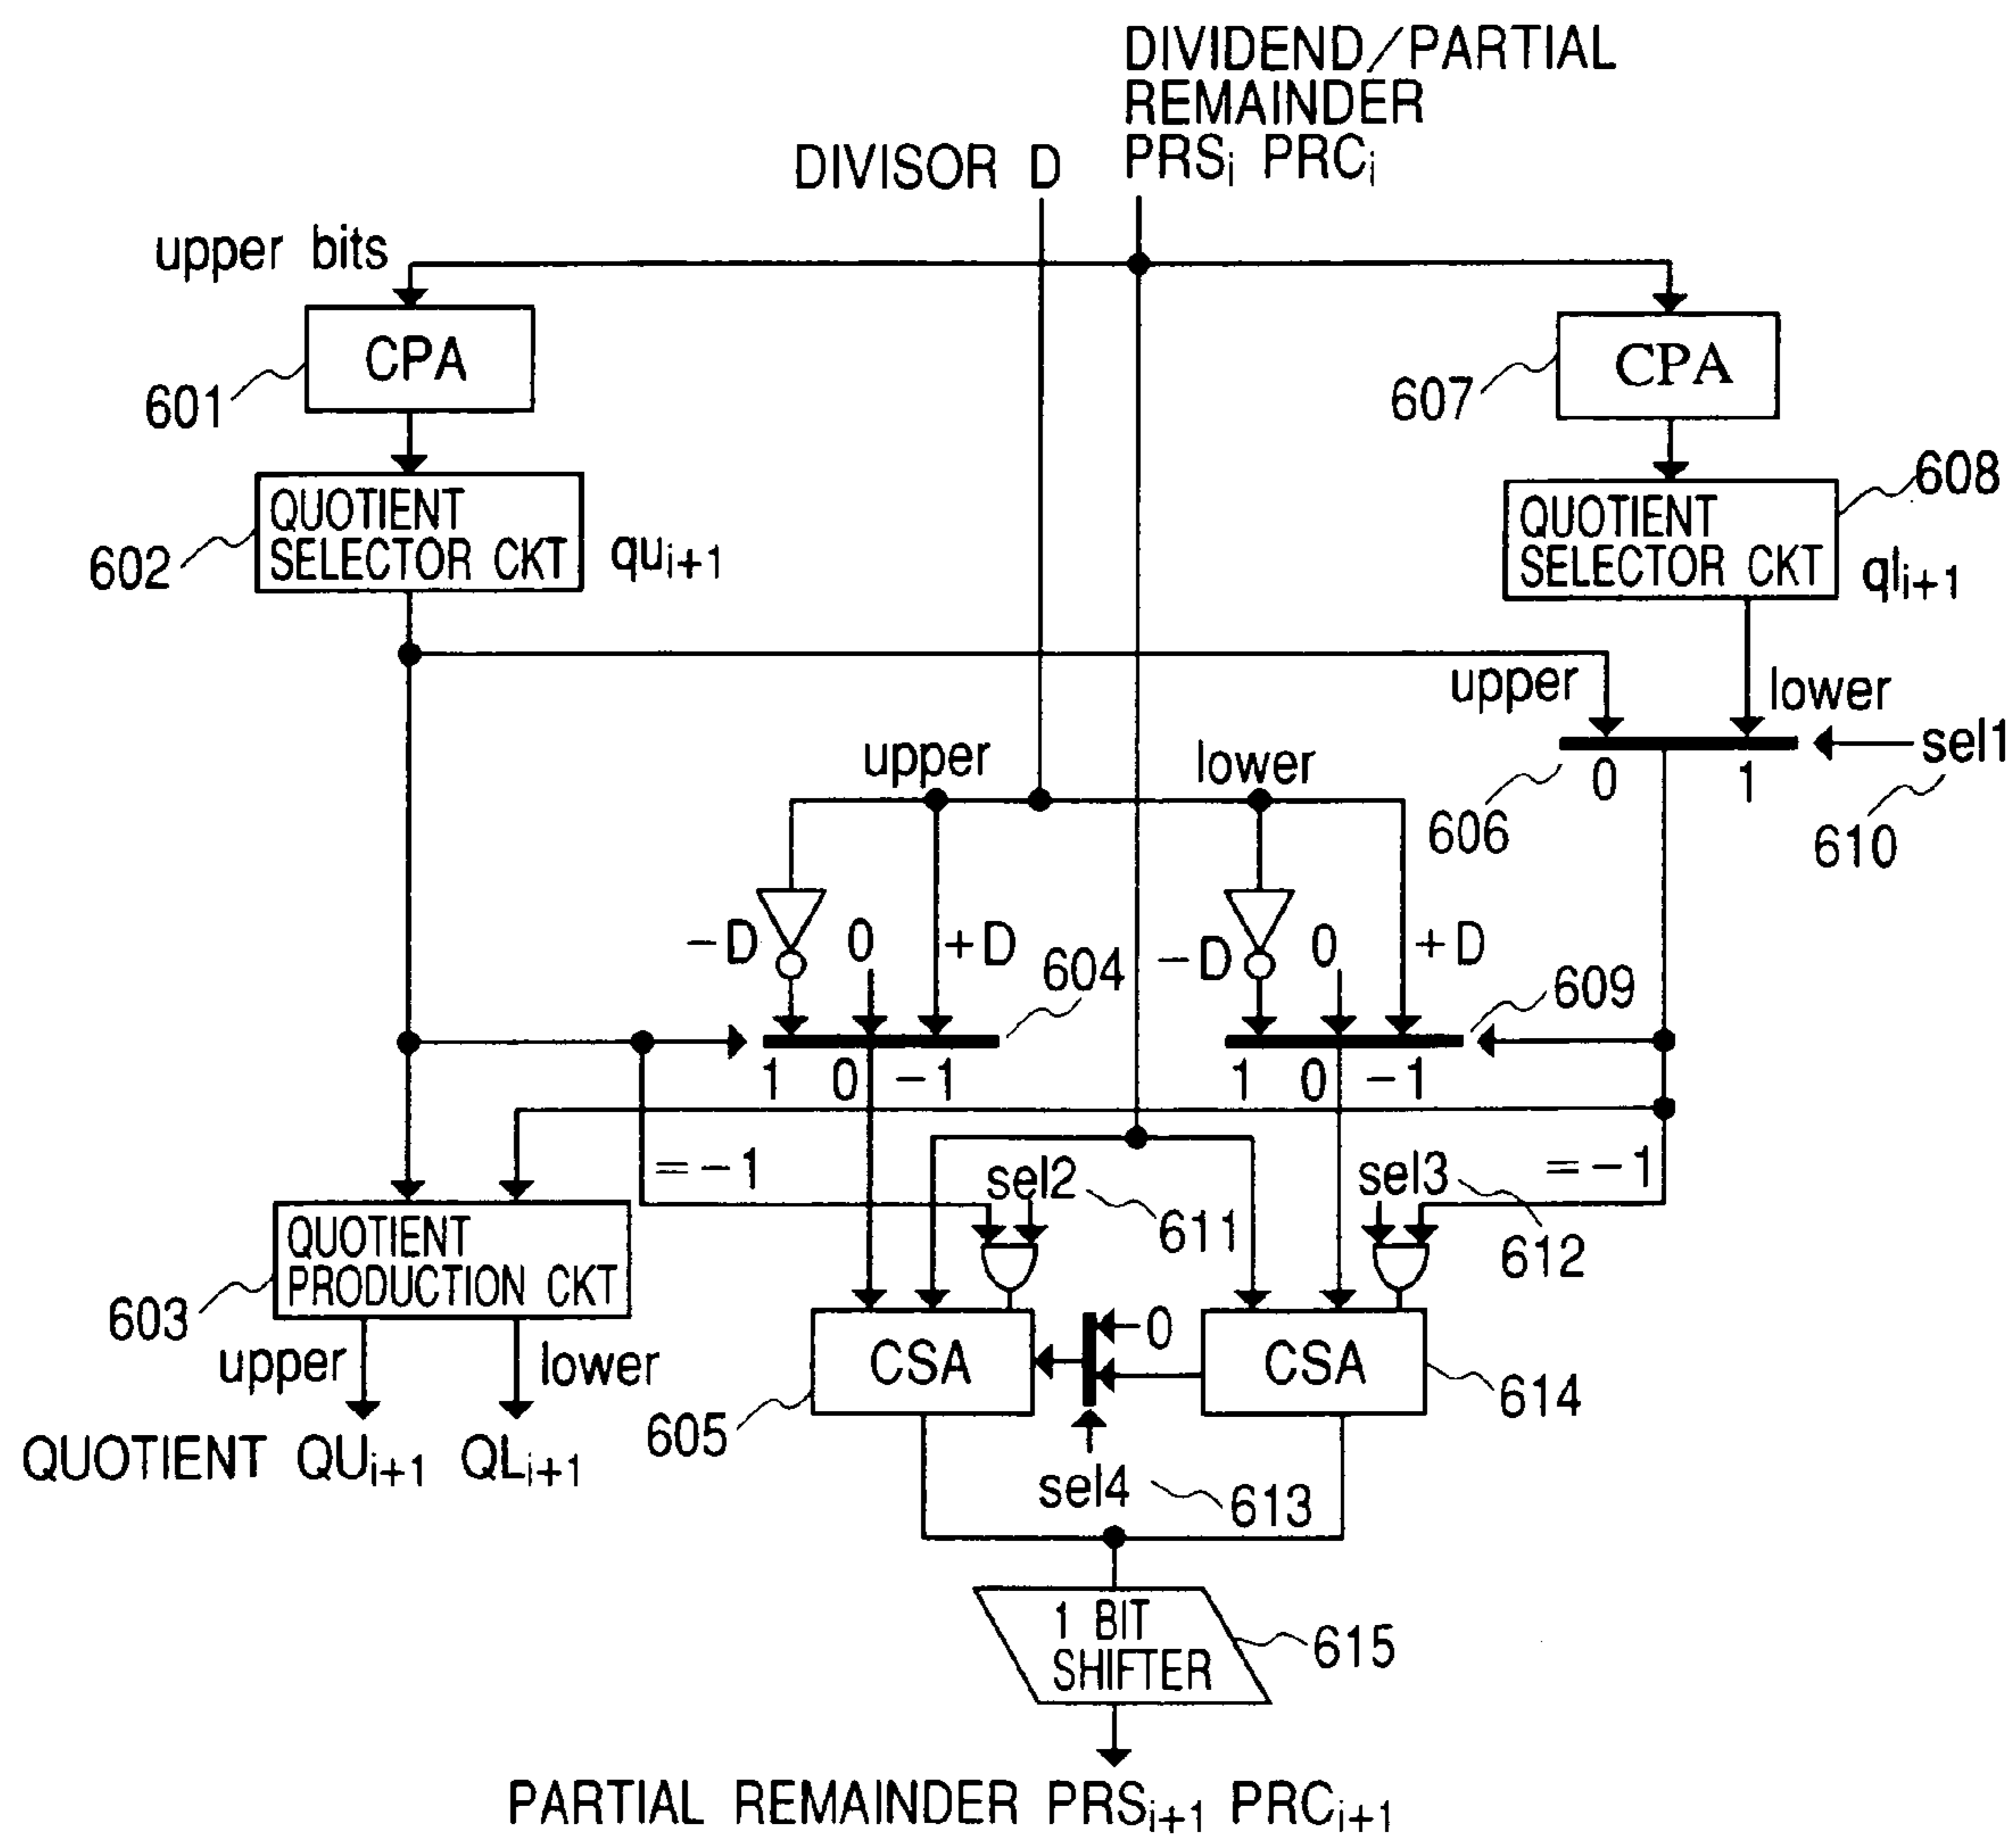 DIVIDEND/PARTIAL
REMAINDER
PRSi PRCi
DIVISOR D
upper bits
CPA
601
CPA
607
QUOTIENT
SELECTOR CKT
602
qui+1
608
QUOTIENT
SELECTOR CKT
qli+1
upper
lower
sel1
0
1
606
610
upper
lower
-D
0
+D
604
-D
0
+D
609
1 0 -1
1 0 -1
=-1
sel2
611
sel3
=-1
612
QUOTIENT
PRODUCTION CKT
603
upper
lower
QUOTIENT QUi+1 QLi+1
CSA
605
0
CSA
614
sel4
613
1 BIT
SHIFTER
615
PARTIAL REMAINDER PRSi+1 PRCi+1